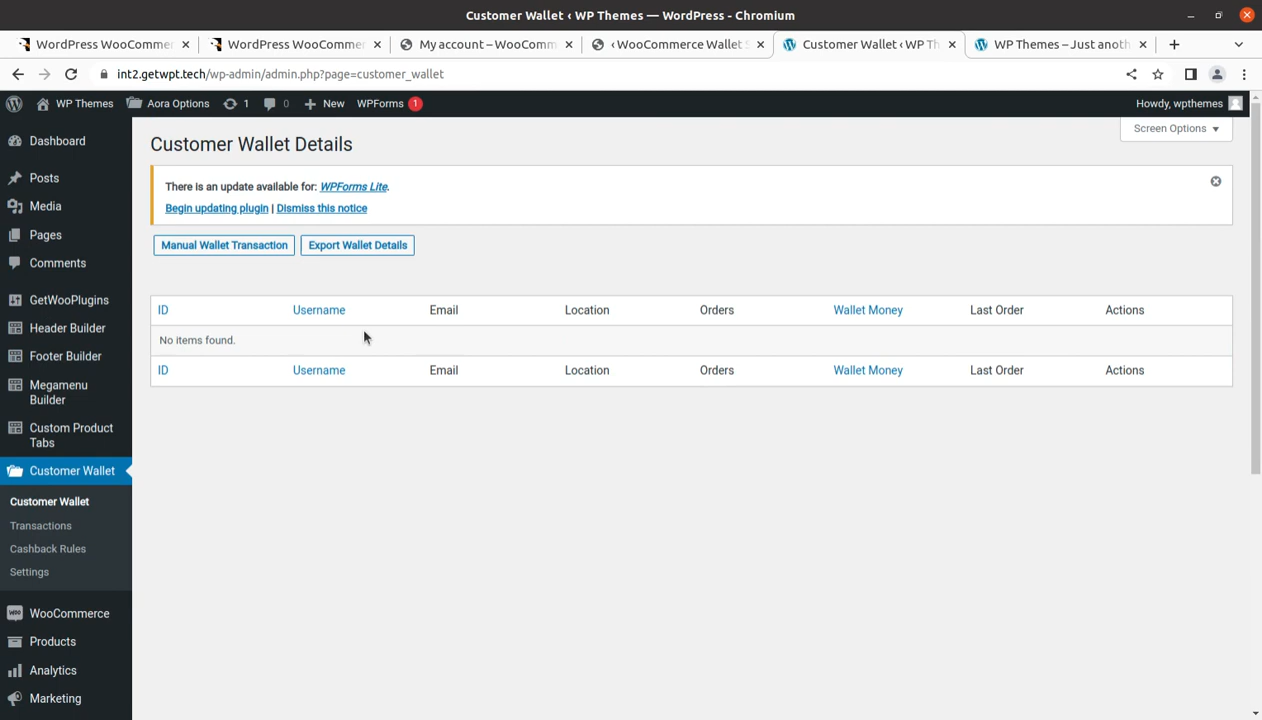 Customer Wallet ‹ WP Themes — WordPress - Chromium
WordPress WooCommer
WordPress WooCommer
My account – WooComm
‹ WooCommerce Wallet S
Customer Wallet ‹ WP Th
WP Themes – Just anoth
int2.getwpt.tech/wp-admin/admin.php?page=customer_wallet
WP Themes
Aora Options
1
0
New
WPForms 1
Howdy, wpthemes
Screen Options
Dashboard
Posts
Media
Pages
Comments
GetWooPlugins
Header Builder
Footer Builder
Megamenu
Builder
Custom Product
Tabs
Customer Wallet
Customer Wallet
Transactions
Cashback Rules
Settings
WooCommerce
Products
Analytics
Marketing
Customer Wallet Details
There is an update available for: WPForms Lite.
Begin updating plugin | Dismiss this notice
Manual Wallet Transaction
Export Wallet Details
ID Username Email Location Orders Wallet Money Last Order Actions
No items found.
ID Username Email Location Orders Wallet Money Last Order Actions